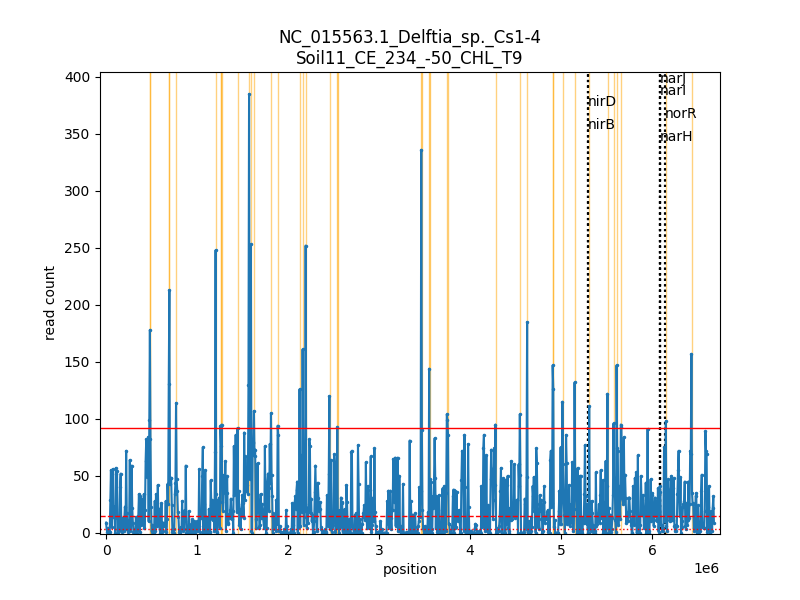 NC_015563.1_Delftia_sp._Cs1-4
Soil11_CE_234_-50_CHL_T9
400
350
300
250
200
150
100
50
0
read count
narJ
narI
nirD
norR
nirB
narH
0
1
2
3
4
5
6
1e6
position